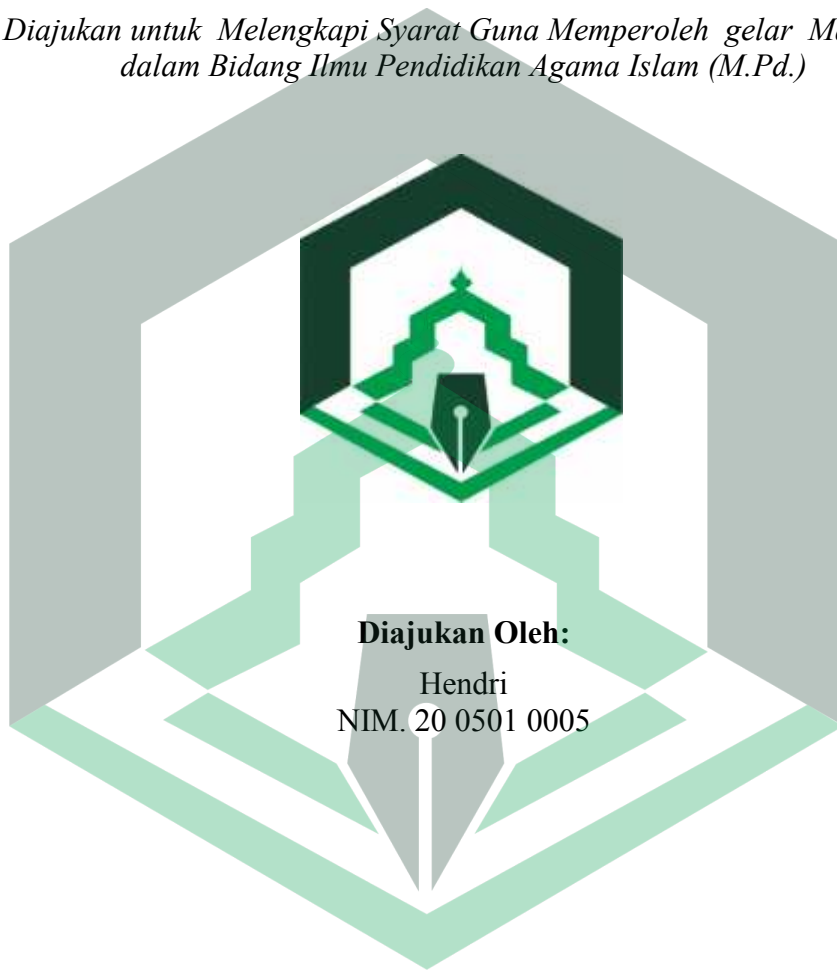 Diajukan untuk Melengkapi Syarat Guna Memperoleh gelar
dalam Bidang Ilmu Pendidikan Agama Islam (M.Pd.)
Diajukan Oleh:
Hendri
NIM. 20 0501 0005